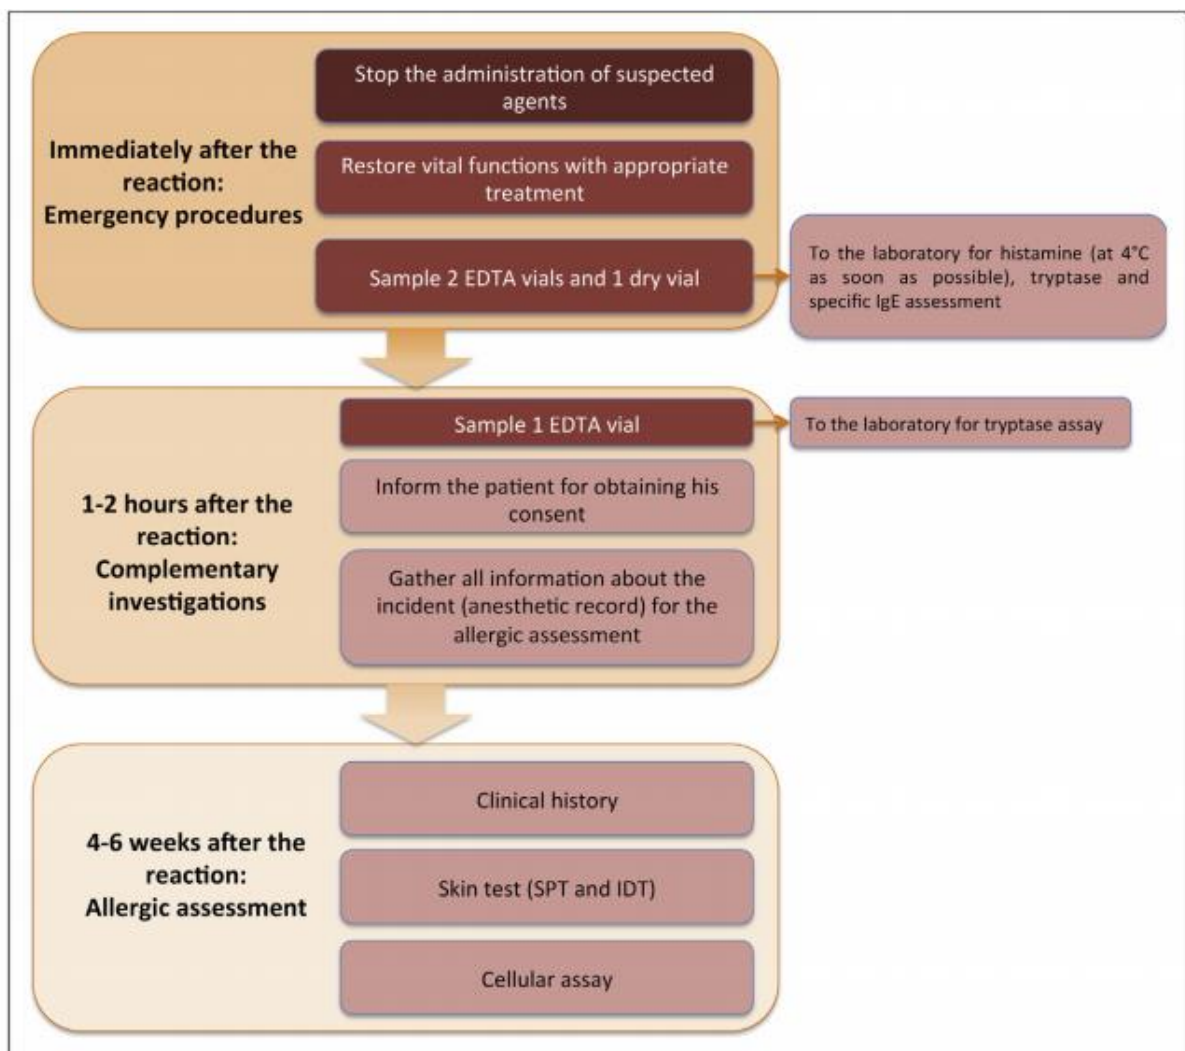 Stop the administration of suspected
agents
Immediately after the
reaction:
Emergency procedures
Restore vital functions with appropriate
treatment
Sample 2 EDTA vials and 1 dry vial
To the laboratory for histamine (at 4°C
as soon as possible), tryptase and
specific IgE assessment
1-2 hours after the
reaction:
Complementary
investigations
Sample 1 EDTA vial
To the laboratory for tryptase assay
Inform the patient for obtaining his
consent
Gather all information about the
incident (anesthetic record) for the
allergic assessment
4-6 weeks after the
reaction:
Allergic assessment
Clinical history
Skin test (SPT and IDT)
Cellular assay